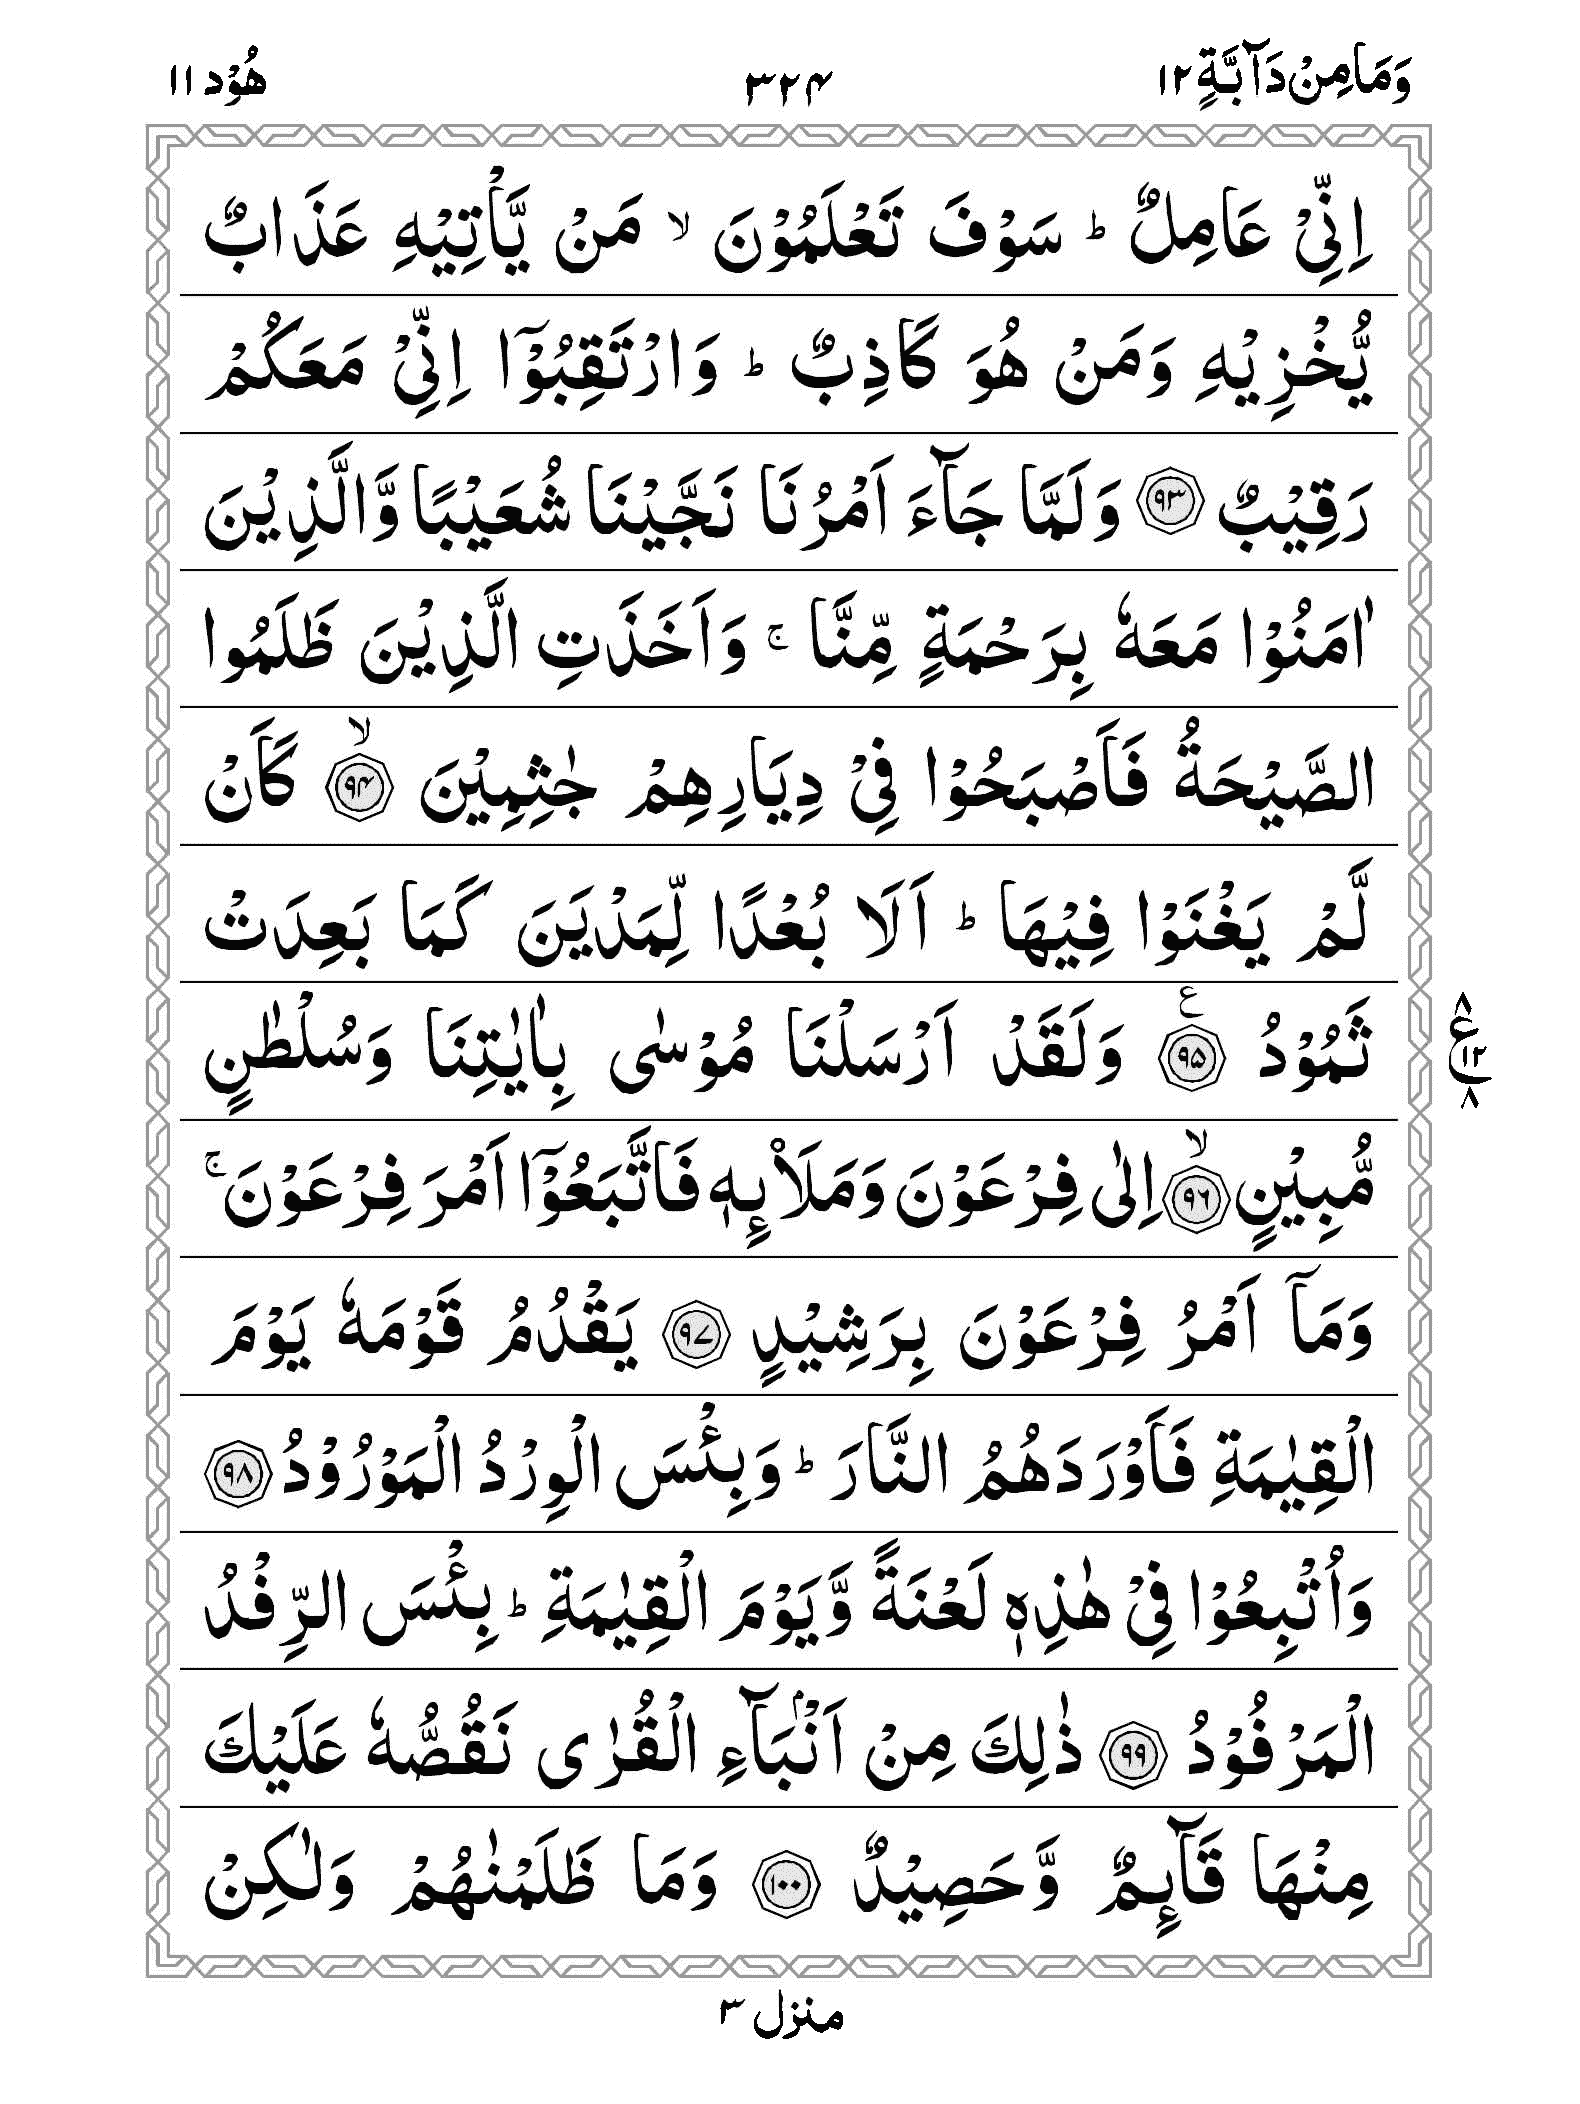 وَمَا مِنْ دَآبَّةٍ ۱۲ ۳۲۴ هُوْد ۱۱
اِنِّیْ عَامِلٌ ؕ سَوْفَ تَعْلَمُوْنَ ۙ مَنْ یَّاْتِیْهِ عَذَابٌ
یُّخْزِیْهِ وَمَنْ هُوَ كَاذِبٌ ؕ وَارْتَقِبُوْۤا اِنِّیْ مَعَكُمْ
رَقِیْبٌ ﴿۹۳﴾ وَلَمَّا جَآءَ اَمْرُنَا نَجَّیْنَا شُعَیْبًا وَّالَّذِیْنَ
اٰمَنُوْا مَعَهٗ بِرَحْمَةٍ مِّنَّا ۚ وَاَخَذَتِ الَّذِیْنَ ظَلَمُوا
الصَّیْحَةُ فَاَصْبَحُوْا فِیْ دِیَارِهِمْ جٰثِمِیْنَ ﴿۹۴﴾ۙ كَاَنْ
لَّمْ یَغْنَوْا فِیْهَا ؕ اَلَا بُعْدًا لِّمَدْیَنَ كَمَا بَعِدَتْ
ثَمُوْدُ ﴿۹۵﴾ ع وَلَقَدْ اَرْسَلْنَا مُوْسٰی بِاٰیٰتِنَا وَسُلْطٰنٍ
۸ ع ۱۲ ۸
مُّبِیْنٍ ﴿۹۶﴾ۙ اِلٰی فِرْعَوْنَ وَمَلَاۡىِٕهٖ فَاتَّبَعُوْۤا اَمْرَ فِرْعَوْنَ ۚ
وَمَاۤ اَمْرُ فِرْعَوْنَ بِرَشِیْدٍ ﴿۹۷﴾ یَقْدُمُ قَوْمَهٗ یَوْمَ
الْقِیٰمَةِ فَاَوْرَدَهُمُ النَّارَ ؕ وَبِئْسَ الْوِرْدُ الْمَوْرُوْدُ ﴿۹۸﴾
وَاُتْبِعُوْا فِیْ هٰذِهٖ لَعْنَةً وَّیَوْمَ الْقِیٰمَةِ ؕ بِئْسَ الرِّفْدُ
الْمَرْفُوْدُ ﴿۹۹﴾ ذٰلِكَ مِنْ اَنْۢبَآءِ الْقُرٰی نَقُصُّهٗ عَلَیْكَ
مِنْهَا قَآىِٕمٌ وَّحَصِیْدٌ ﴿۱۰۰﴾ وَمَا ظَلَمْنٰهُمْ وَلٰكِنْ
منزل ۳